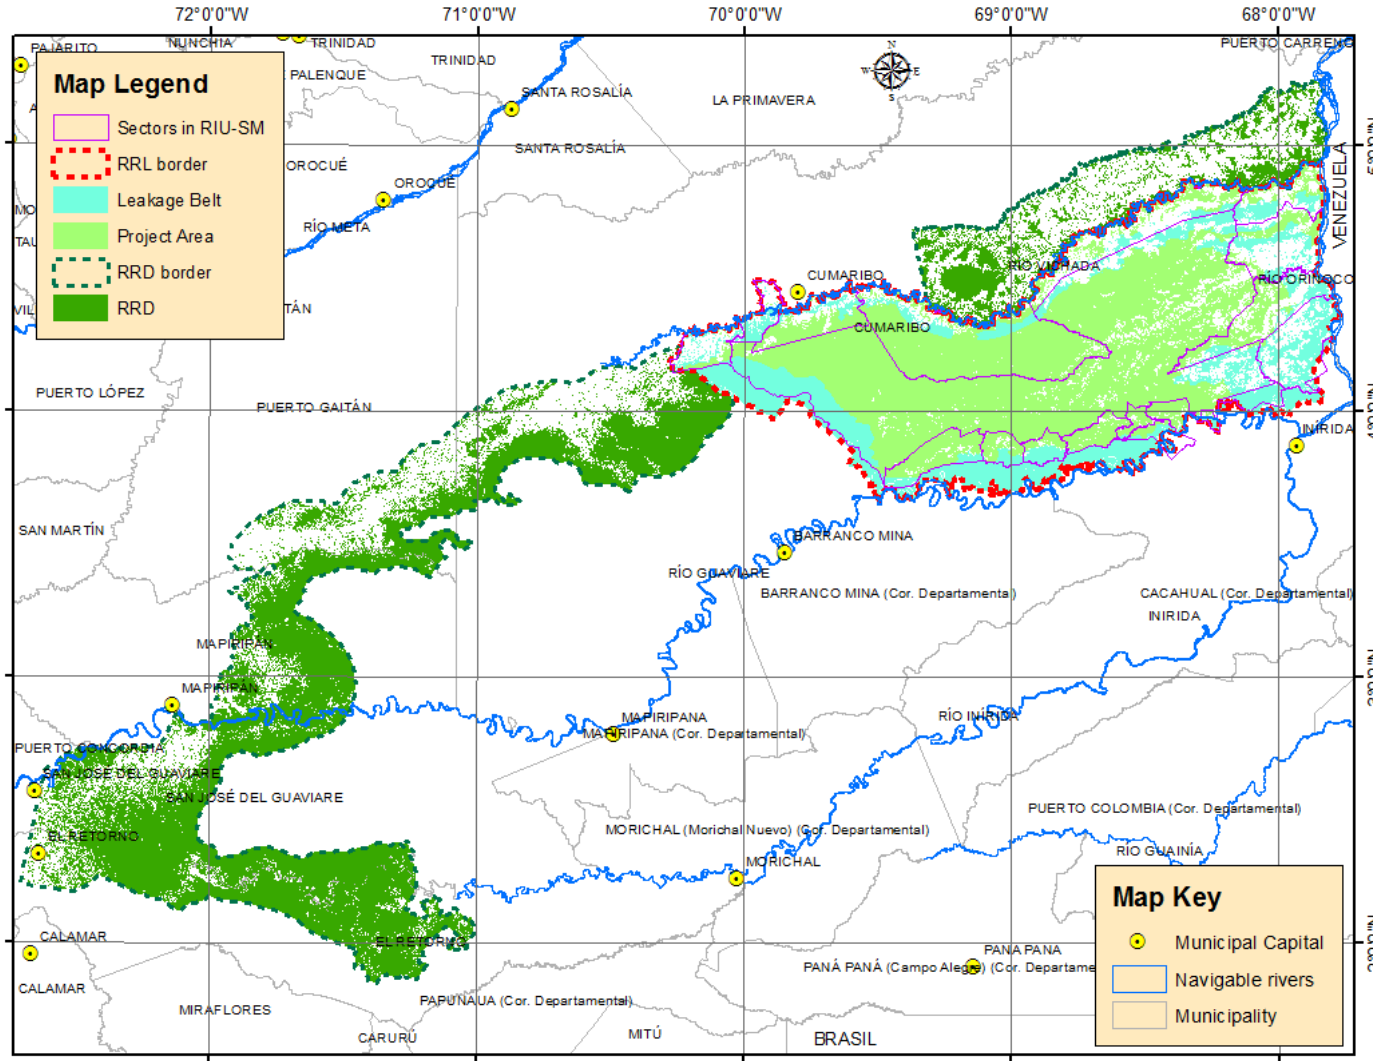 72°0'0"W
71°0'0"W
70°0'0"W
69°0'0"W
68°0'0"W
PAJARITO
NUNCHIA
TRINIDAD
TRINIDAD
PUERTO CARREÑO
PALENQUE
SANTA ROSALÍA
LA PRIMAVERA
N
W
E
S
Map Legend
Sectors in RIU-SM
RRL border
Leakage Belt
Project Area
RRD border
RRD
SANTA ROSALÍA
OROCUÉ
OROCUÉ
RÍO META
VENEZUELA
CUMARIBO
RÍO VICHADA
RÍO ORINOCO
CUMARIBO
PUERTO LÓPEZ
PUERTO GAITÁN
INÍRIDA
SAN MARTÍN
BARRANCO MINA
RÍO GUAVIARE
BARRANCO MINA (Cor. Departamental)
CACAHUAL (Cor. Departamental)
INIRIDA
MAPIRIPÁN
MAPIRIPÁN
MAPIRIPANA
RÍO INÍRIDA
MAPIRIPANA (Cor. Departamental)
PUERTO CONCORDIA
SAN JOSÉ DEL GUAVIARE
SAN JOSÉ DEL GUAVIARE
PUERTO COLOMBIA (Cor. Departamental)
EL RETORNO
MORICHAL (Morichal Nuevo) (Cor. Departamental)
MORICHAL
RÍO GUAINÍA
Map Key
Municipal Capital
Navigable rivers
Municipality
CALAMAR
EL RETORNO
PANA PANA
PANÁ PANÁ (Campo Alegre) (Cor. Departame
CALAMAR
MIRAFLORES
PAPUNAUA (Cor. Departamental)
CARURÚ
MITÚ
BRASIL